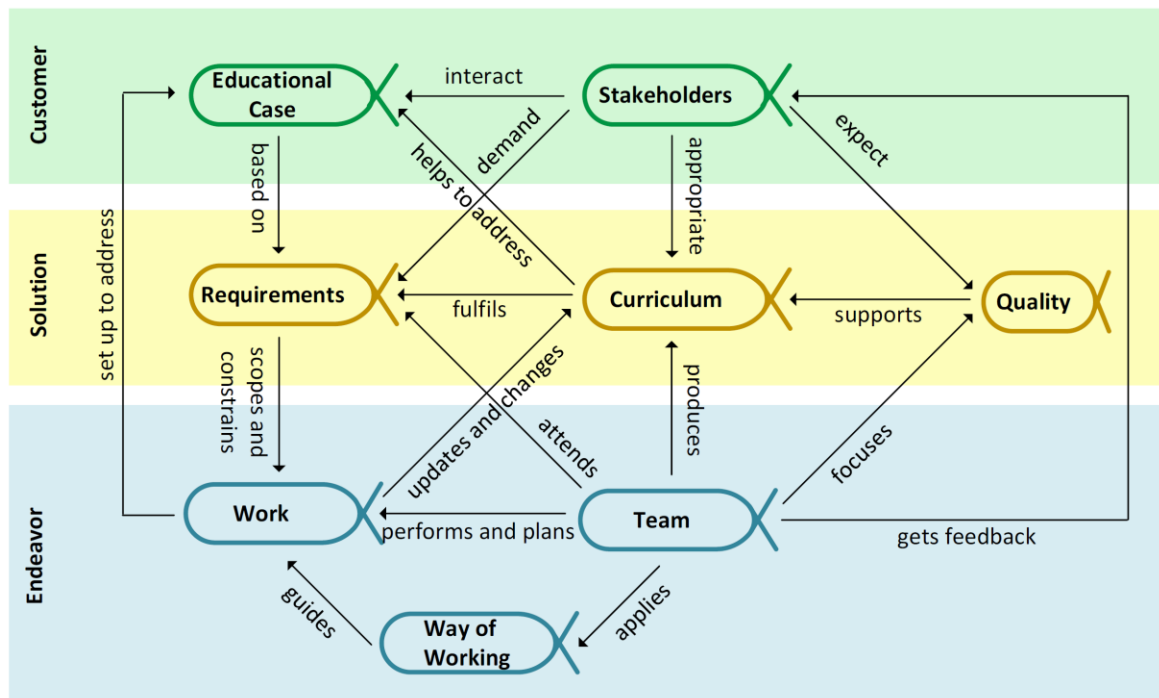 Customer
Educational
Case
interact
Stakeholders
based on
helps to address
demand
appropriate
expect
set up to address
Solution
Requirements
fulfils
Curriculum
supports
Quality
scopes and
constrains
updates and changes
attends
produces
focuses
Endeavor
Work
performs and plans
Team
gets feedback
guides
Way of
Working
applies